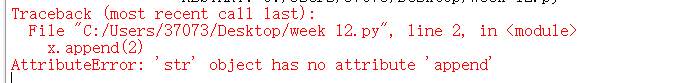 Traceback (most recent call last):
  File "C:/Users/37073/Desktop/week 12.py", line 2, in <module>
    x.append(2)
AttributeError: 'str' object has no attribute 'append'